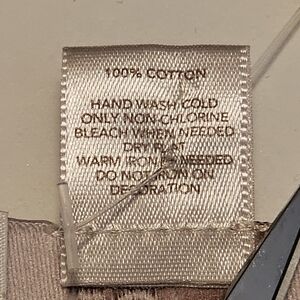 100% COTTON
HAND WASH COLD
ONLY NON-CHLORINE
BLEACH WHEN NEEDED
DRY FLAT
WARM IRON IF NEEDED
DO NOT IRON ON
DECORATION